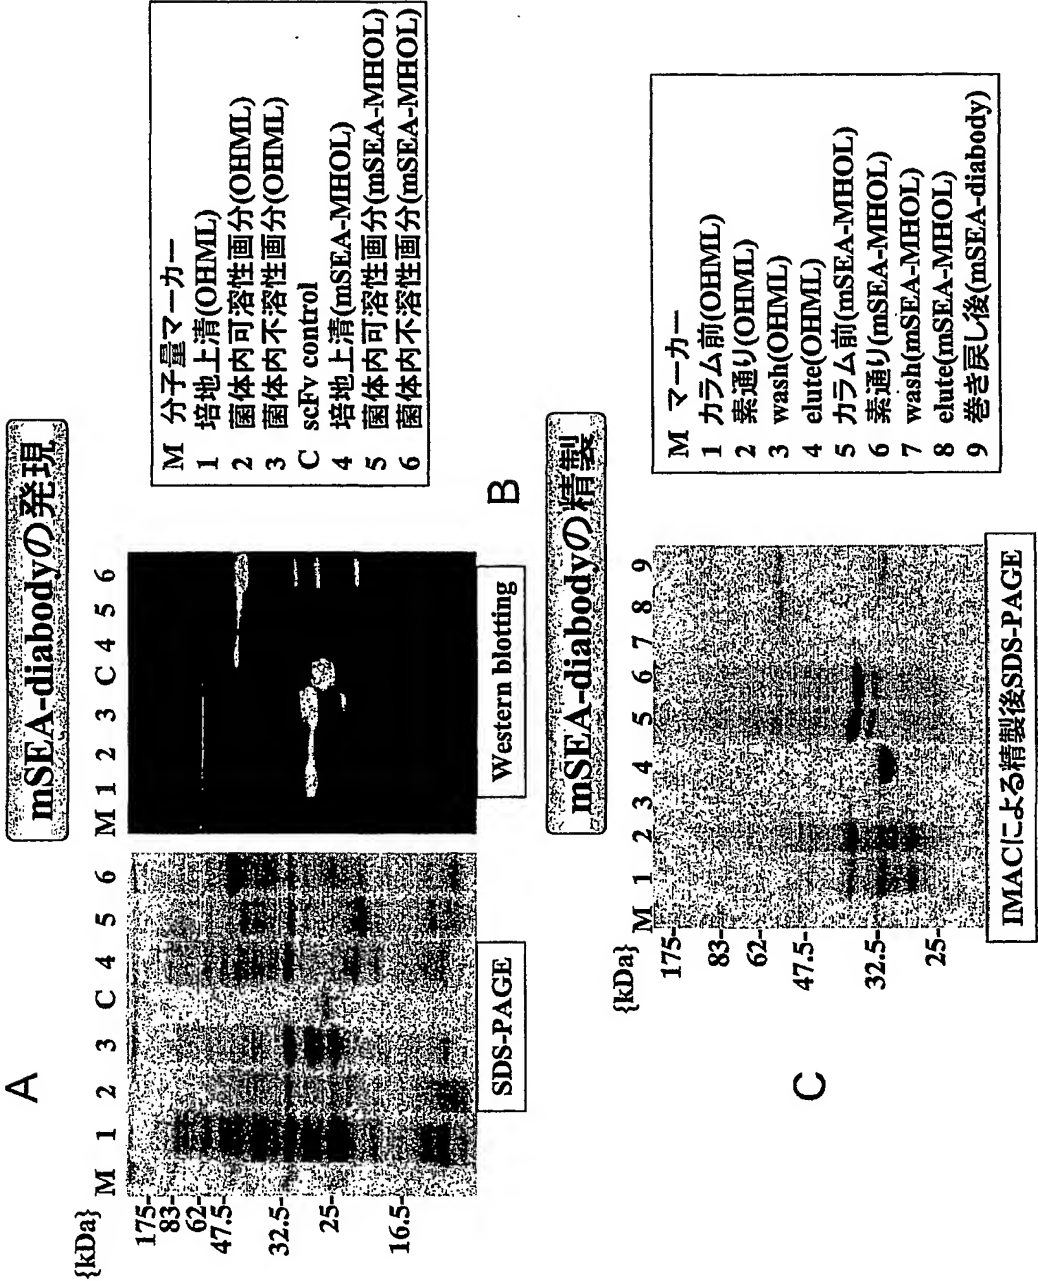 A
mSEA-diabodyの発現
{kDa}
M 1 2 3 C 4 5 6
175-
83-
62-
47.5-
32.5-
25-
16.5-
SDS-PAGE
M 1 2 3 C 4 5 6
Western blotting
M 分子量マーカー
1 培地上清(OHML)
2 菌体内可溶性画分(OHML)
3 菌体内不溶性画分(OHML)
C scFv control
4 培地上清(mSEA-MHOL)
5 菌体内可溶性画分(mSEA-MHOL)
6 菌体内不溶性画分(mSEA-MHOL)
B
mSEA-diabodyの精製
C
{kDa}
M 1 2 3 4 5 6 7 8 9
175-
83-
62-
47.5-
32.5-
25-
IMACによる精製後SDS-PAGE
M マーカー
1 カラム前(OHML)
2 素通り(OHML)
3 wash(OHML)
4 elute(OHML)
5 カラム前(mSEA-MHOL)
6 素通り(mSEA-MHOL)
7 wash(mSEA-MHOL)
8 elute(mSEA-MHOL)
9 巻き戻し後(mSEA-diabody)